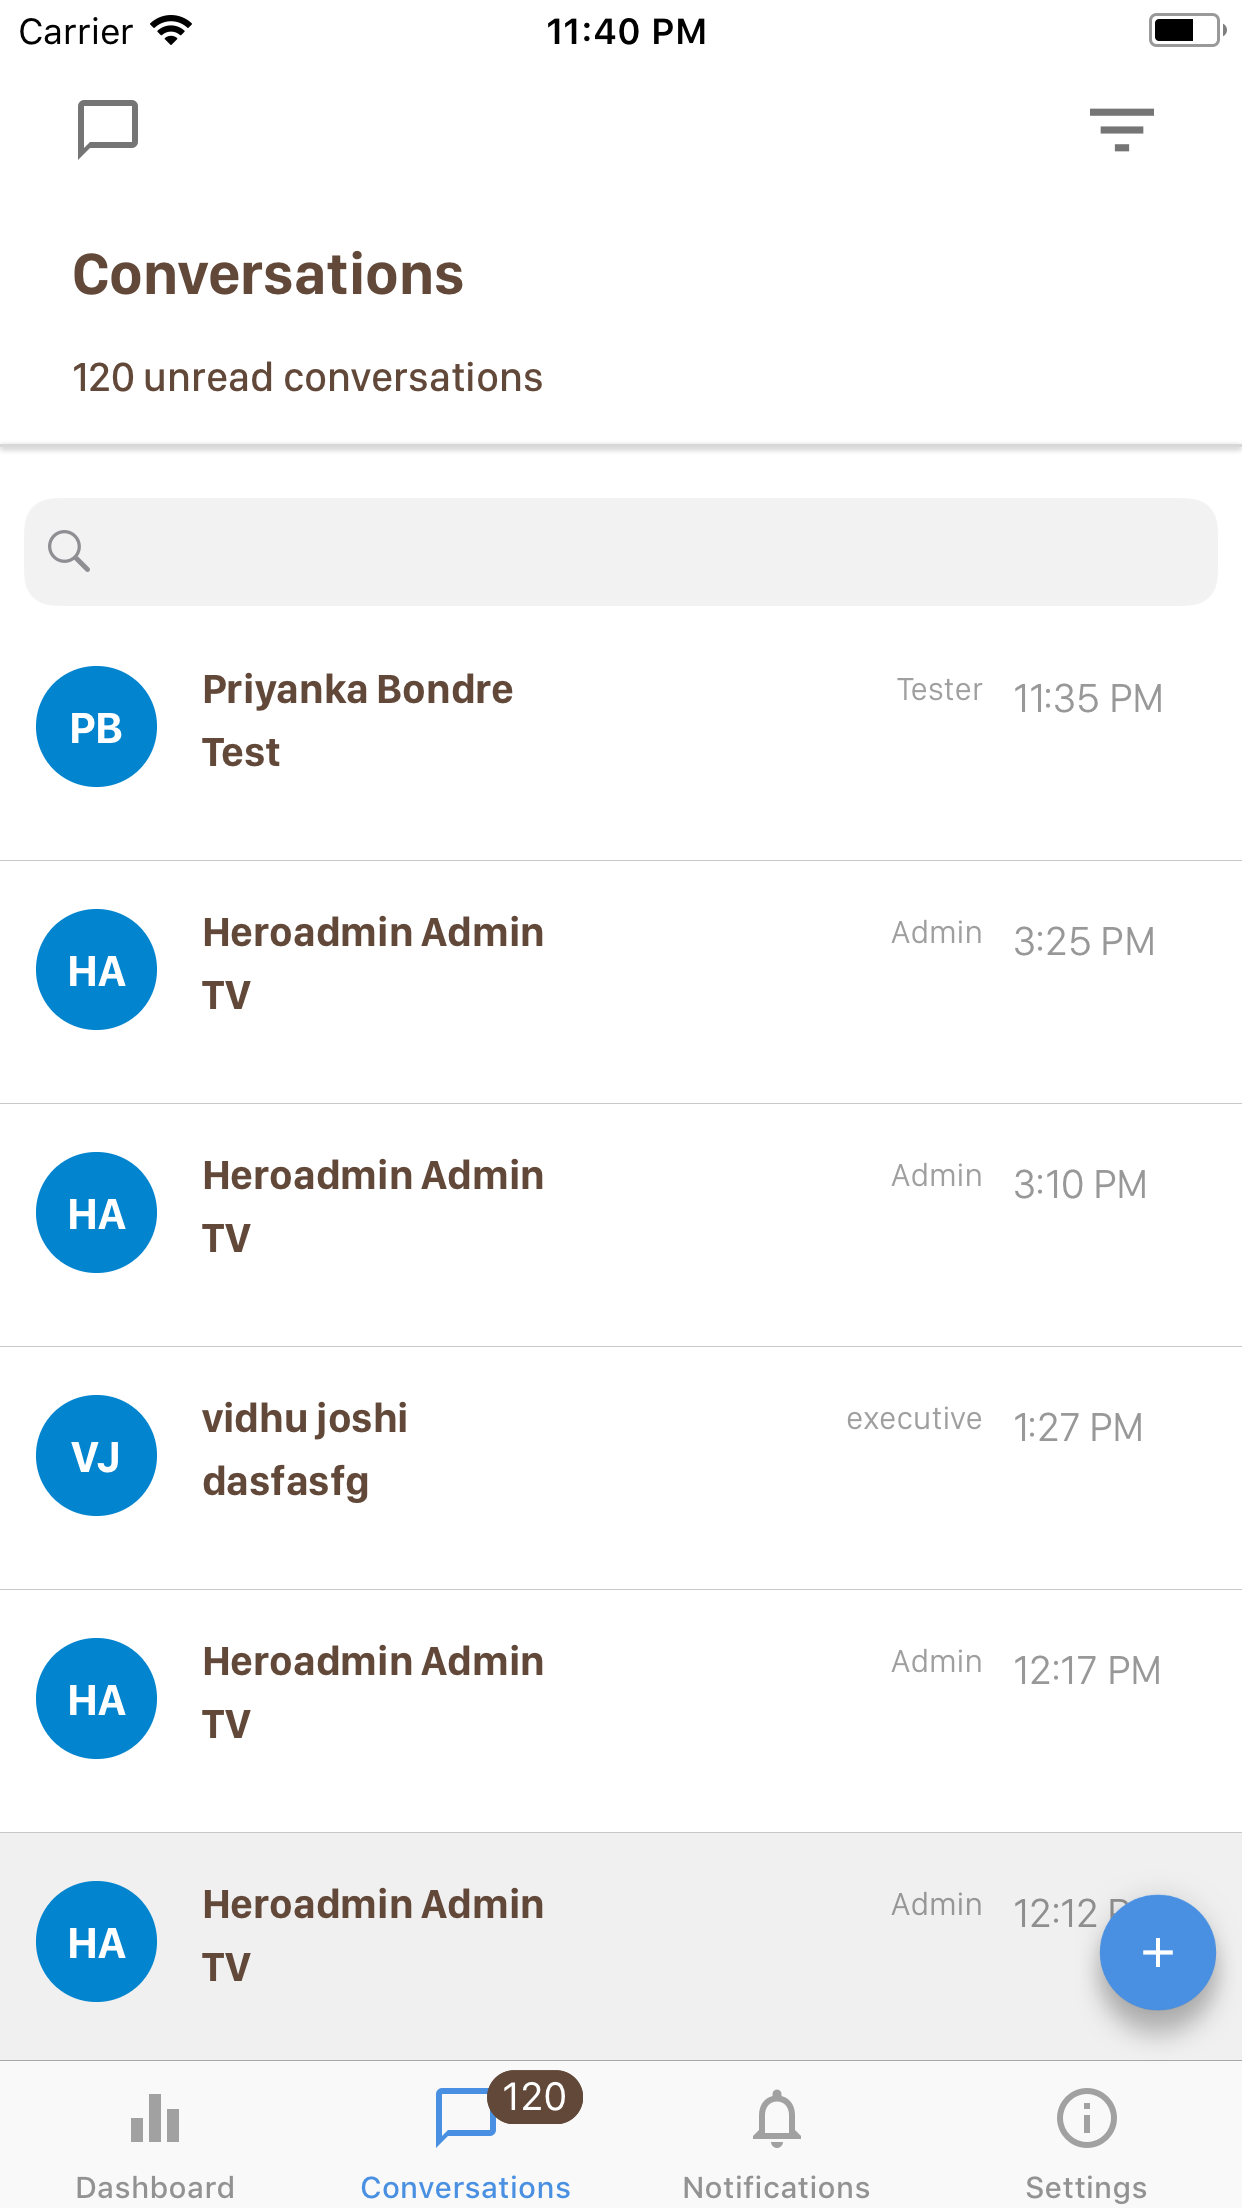 Carrier 11:40 PM
Conversations
120 unread conversations
PB Priyanka Bondre Tester 11:35 PM
Test
HA Heroadmin Admin Admin 3:25 PM
TV
HA Heroadmin Admin Admin 3:10 PM
TV
VJ vidhu joshi executive 1:27 PM
dasfasfg
HA Heroadmin Admin Admin 12:17 PM
TV
HA Heroadmin Admin Admin 12:12
TV
120
Dashboard Conversations Notifications Settings